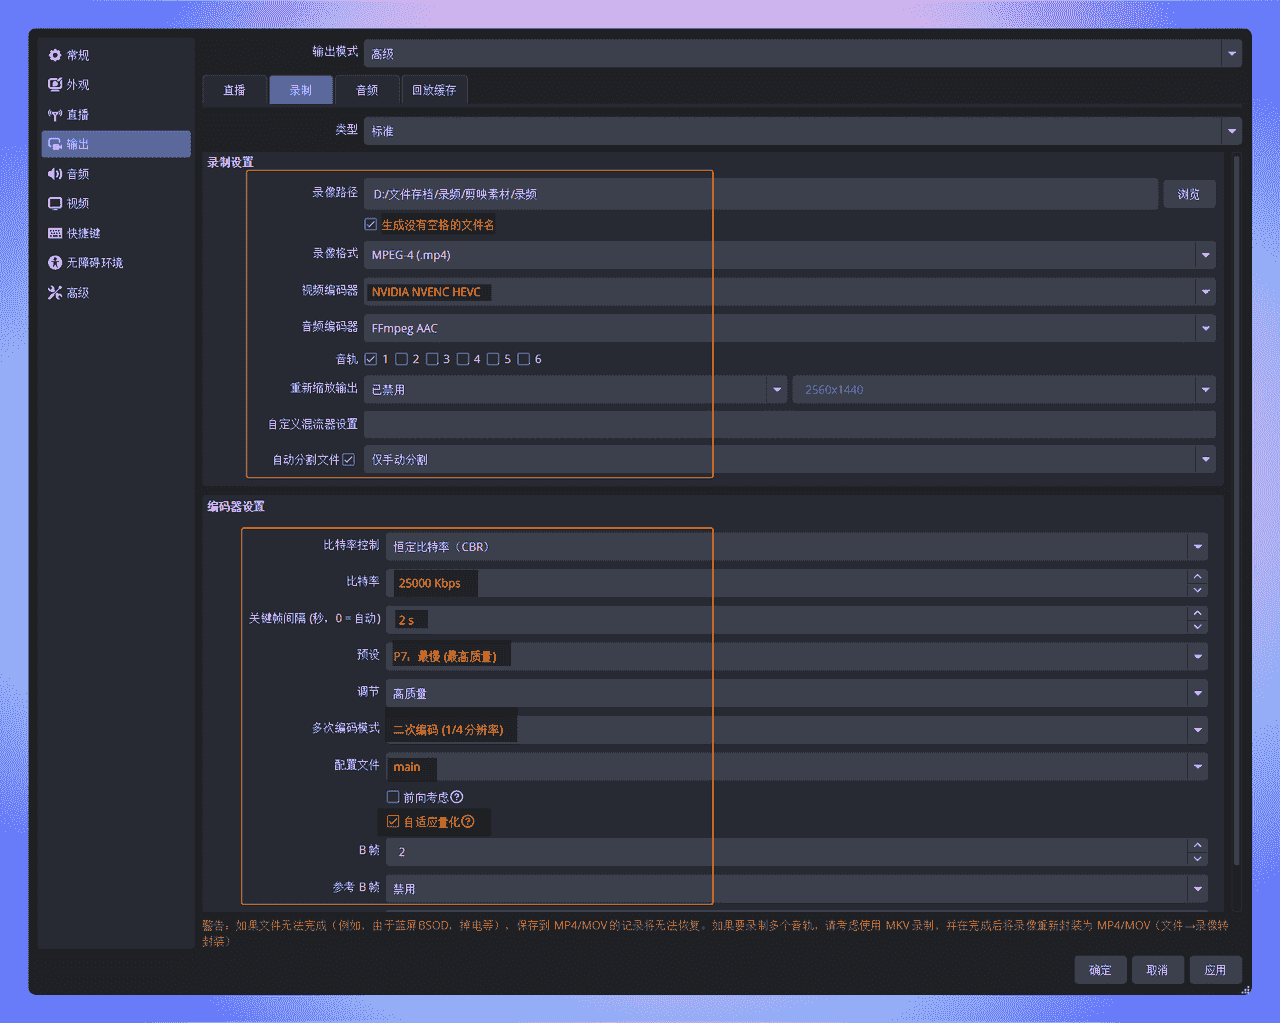 常规
外观
直播
输出
音频
视频
快捷键
无障碍环境
高级
输出模式 高级
直播 录制 音频 回放缓存
类型 标准
录制设置
录像路径 D:/文件存档/录频/剪映素材/录频 浏览
生成没有空格的文件名
录像格式 MPEG-4 (.mp4)
视频编码器 NVIDIA NVENC HEVC
音频编码器 FFmpeg AAC
音轨 1 2 3 4 5 6
重新缩放输出 已禁用 2560x1440
自定义混流器设置
自动分割文件 仅手动分割
编码器设置
比特率控制 恒定比特率（CBR）
比特率 25000 Kbps
关键帧间隔 (秒，0 = 自动) 2 s
预设 P7：最慢 (最高质量)
调节 高质量
多次编码模式 二次编码 (1/4 分辨率)
配置文件 main
前向考虑?
自适应量化?
B 帧 2
参考 B 帧 禁用
警告：如果文件无法完成（例如，由于蓝屏BSOD，掉电等），保存到 MP4/MOV 的记录将无法恢复。如果要录制多个音轨，请考虑使用 MKV 录制，并在完成后将录像重新封装为 MP4/MOV（文件→录像转
封装）
确定 取消 应用